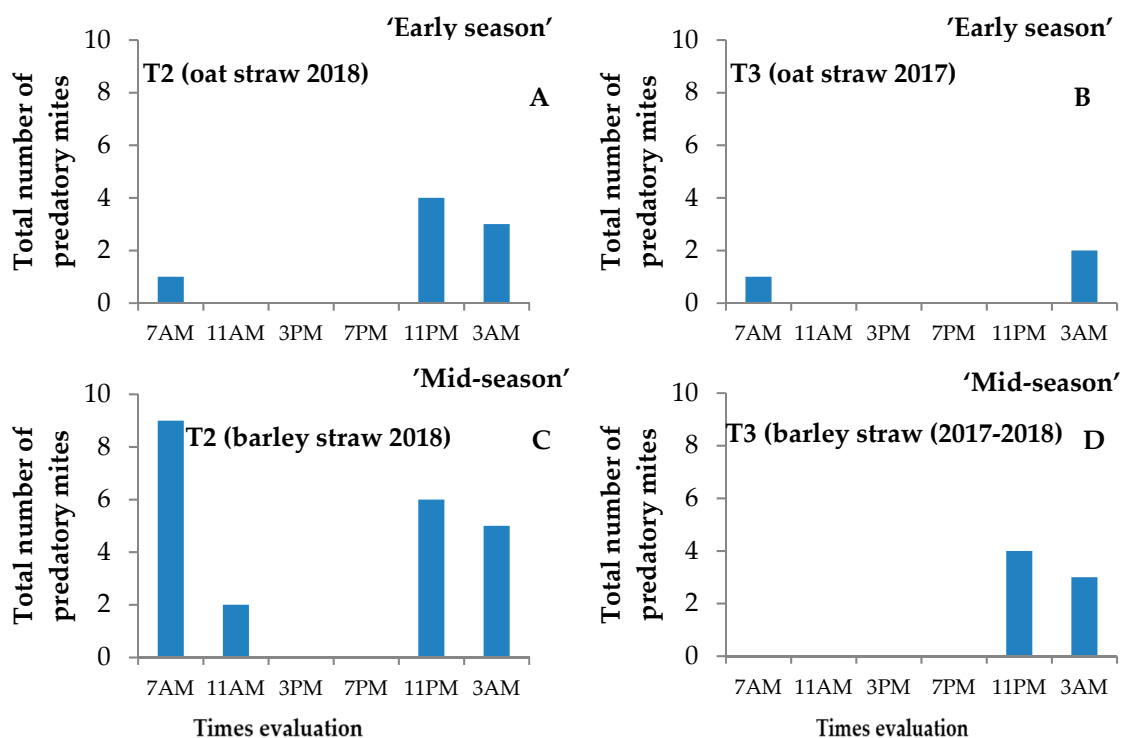 ‘Early season’
T2 (oat straw 2018)
A
Total number of
predatory mites
10
8
6
4
2
0
7AM 11AM 3PM 7PM 11PM 3AM
’Early season’
T3 (oat straw 2017)
B
Total number of
predatory mites
10
8
6
4
2
0
7AM 11AM 3PM 7PM 11PM 3AM
’Mid-season’
T2 (barley straw 2018)
C
Total number of
predatory mites
10
8
6
4
2
0
7AM 11AM 3PM 7PM 11PM 3AM
Times evaluation
‘Mid-season’
T3 (barley straw (2017-2018)
D
Total number of
predatory mites
10
8
6
4
2
0
7AM 11AM 3PM 7PM 11PM 3AM
Times evaluation